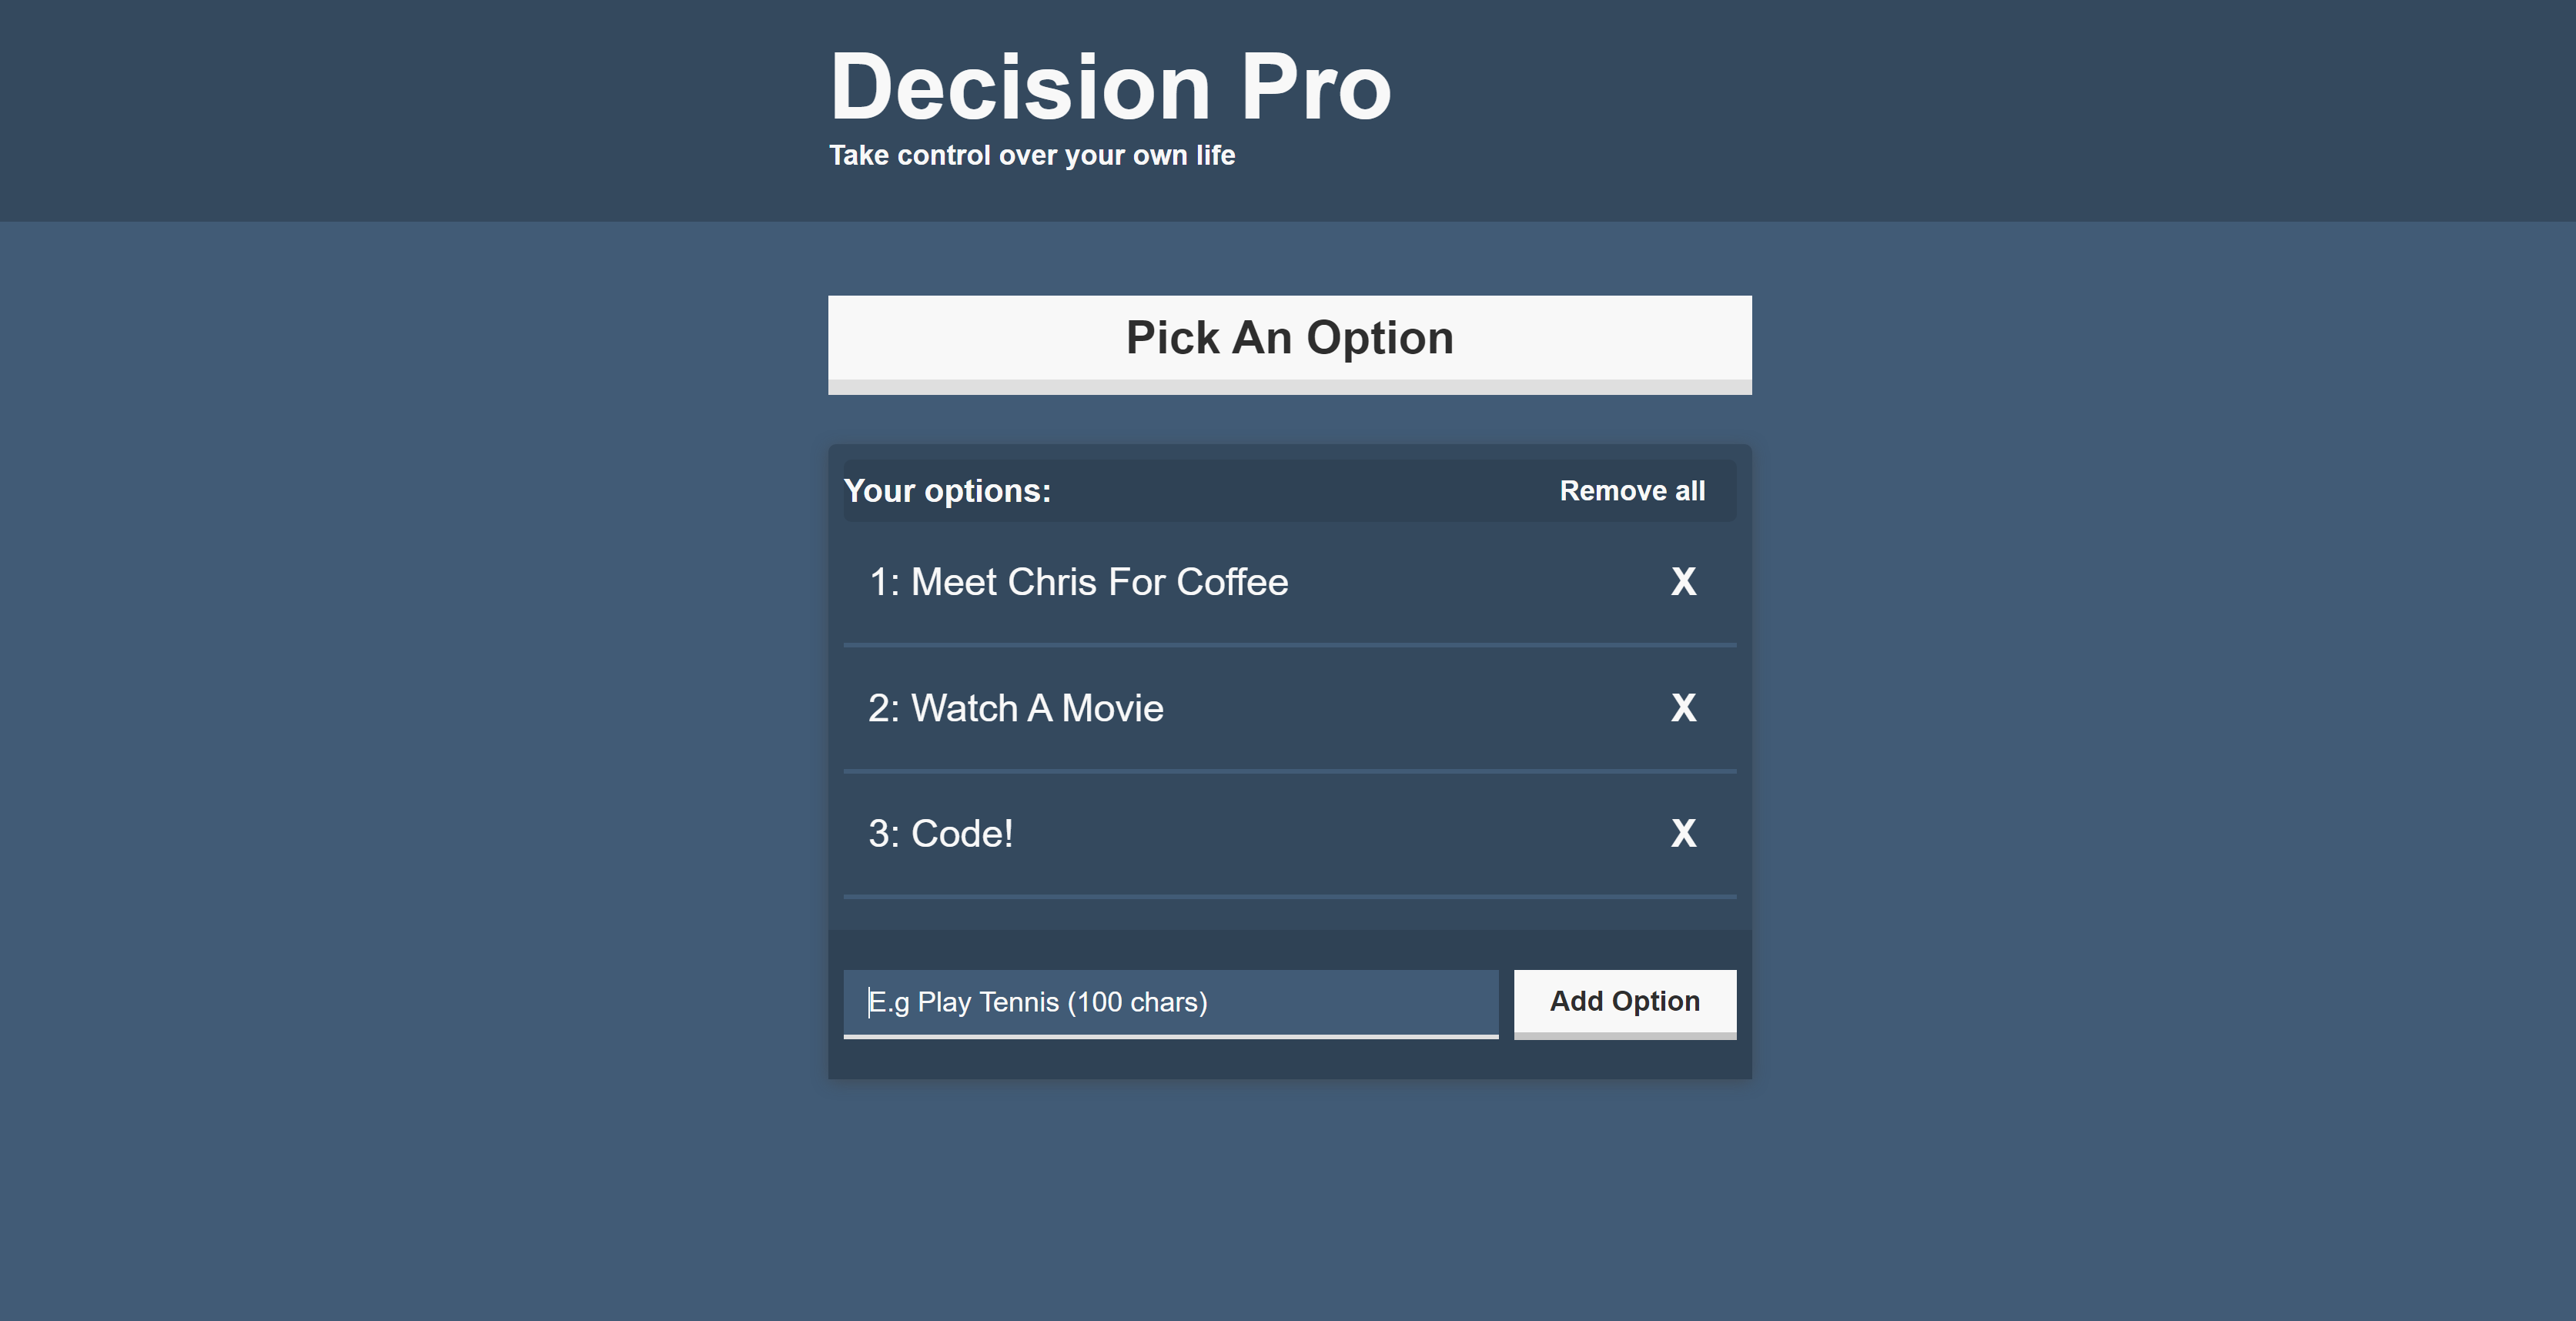 Decision Pro
Take control over your own life
Pick An Option
Your options: Remove all
1: Meet Chris For Coffee X
2: Watch A Movie X
3: Code! X
E.g Play Tennis (100 chars) Add Option